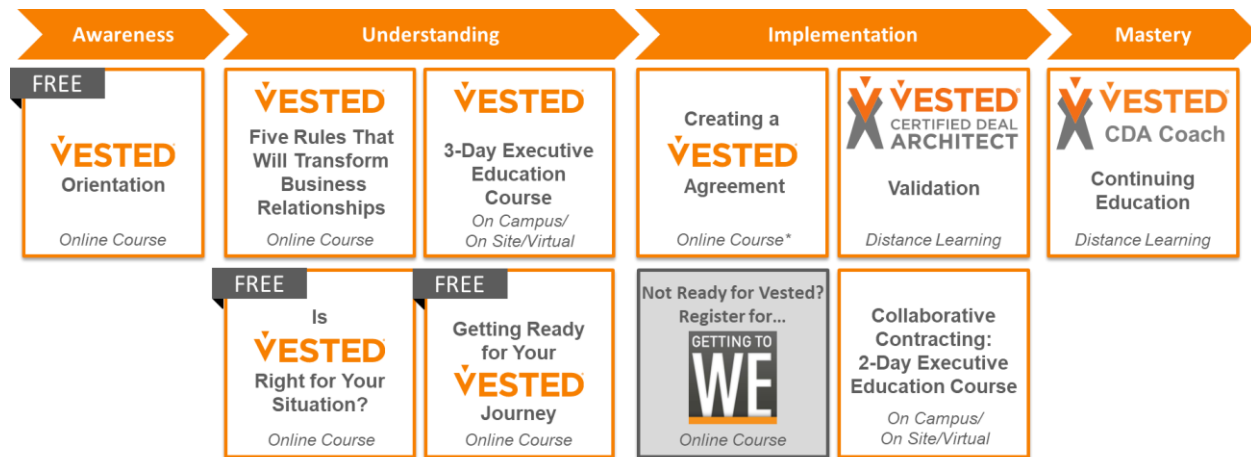 Awareness
Understanding
Implementation
Mastery
FREE
VESTED
Orientation
Online Course
VESTED®
Five Rules That
Will Transform
Business
Relationships
Online Course
VESTED®
3-Day Executive
Education
Course
On Campus/
On Site/Virtual
Creating a
VESTED®
Agreement
Online Course*
VESTED®
CERTIFIED DEAL
ARCHITECT
Validation
Distance Learning
VESTED®
CDA Coach
Continuing
Education
Distance Learning
FREE
Is
VESTED®
Right for Your
Situation?
Online Course
FREE
Getting Ready
for Your
VESTED®
Journey
Online Course
Not Ready for Vested?
Register for...
GETTING TO
WE
Online Course
Collaborative
Contracting:
2-Day Executive
Education Course
On Campus/
On Site/Virtual